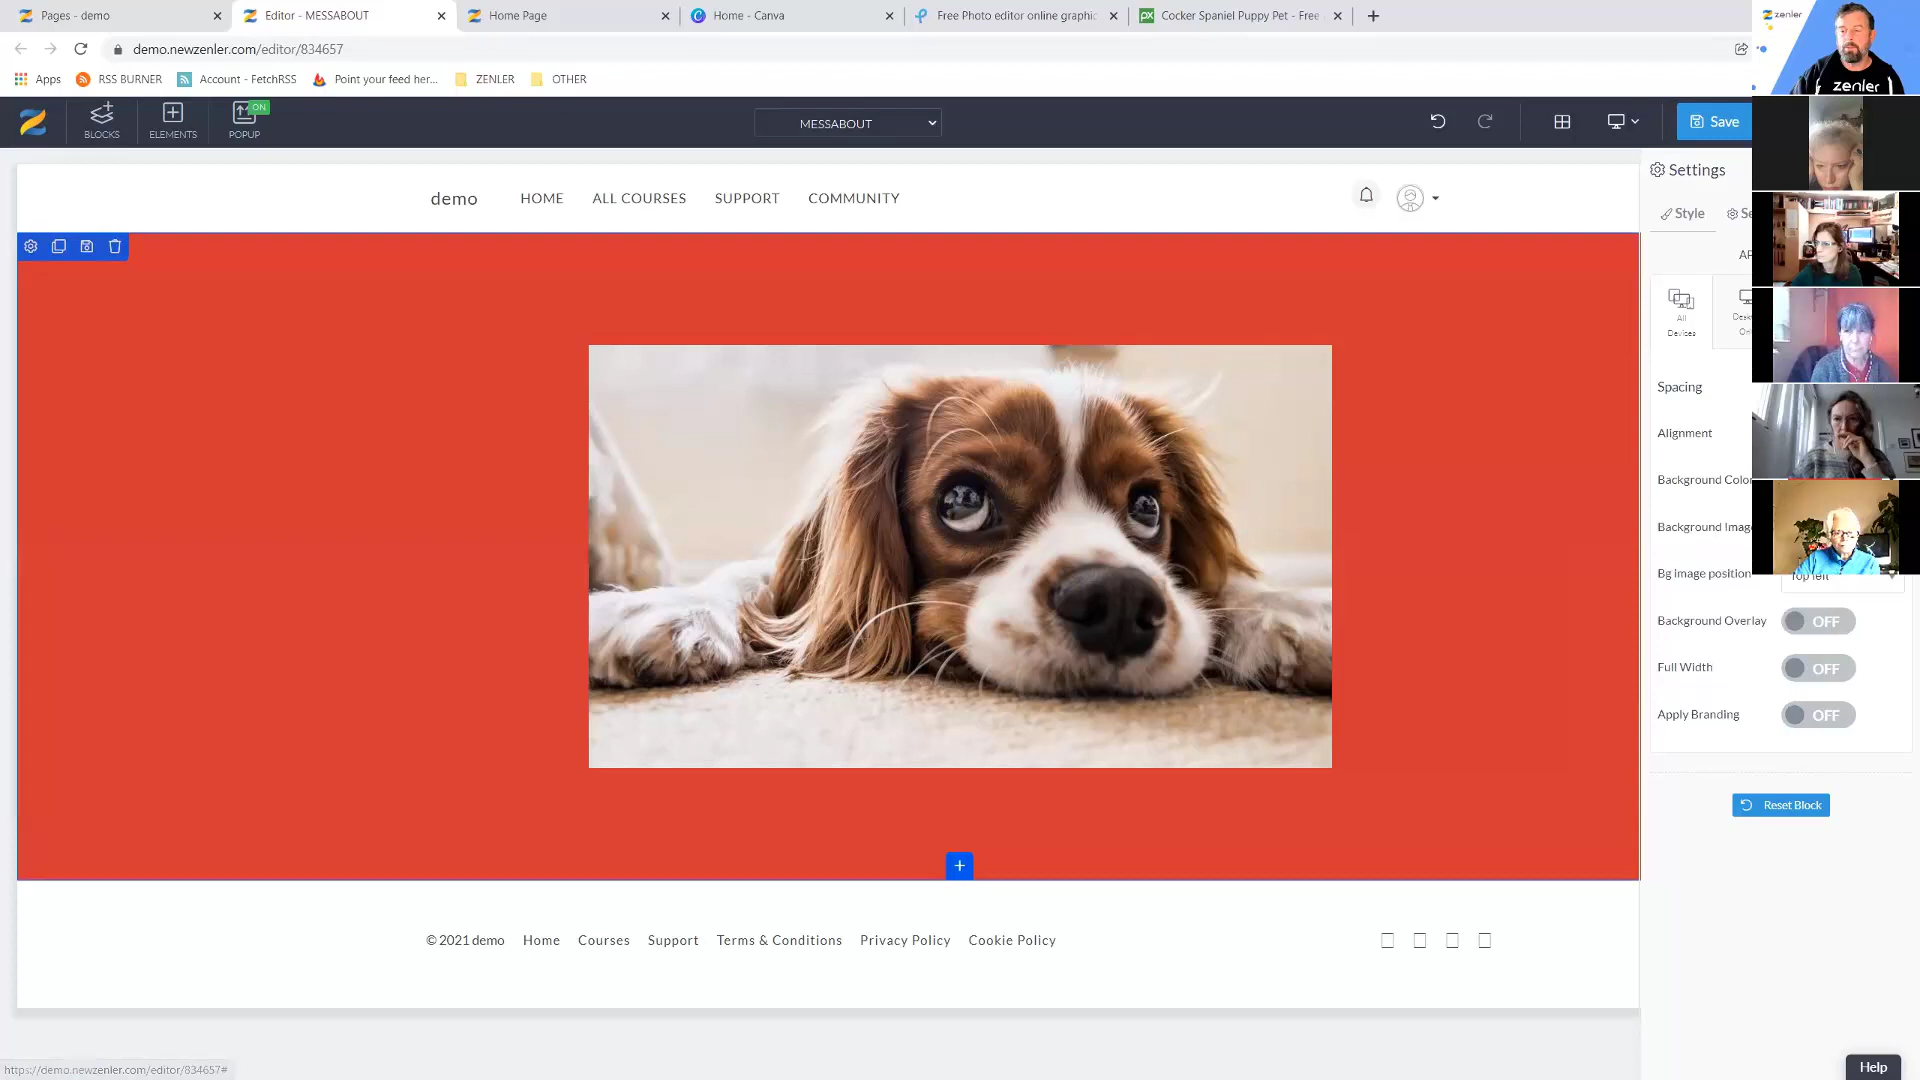 Pages - demo
Editor - MESSABOUT
Home Page
Home - Canva
Free Photo editor online graphic
Cocker Spaniel Puppy Pet - Free
demo.newzenler.com/editor/834657
Apps
RSS BURNER
Account - FetchRSS
Point your feed her...
ZENLER
OTHER
BLOCKS
ELEMENTS
ON
POPUP
MESSABOUT
Save
zenler
zenler
demo
HOME
ALL COURSES
SUPPORT
COMMUNITY
Settings
Style
Se
All
Devices
Spacing
Alignment
Background Color
Background Image
Bg image position
Top left
Background Overlay
OFF
Full Width
OFF
Apply Branding
OFF
Reset Block
© 2021 demo
Home
Courses
Support
Terms & Conditions
Privacy Policy
Cookie Policy
https://demo.newzenler.com/editor/834657#
Help